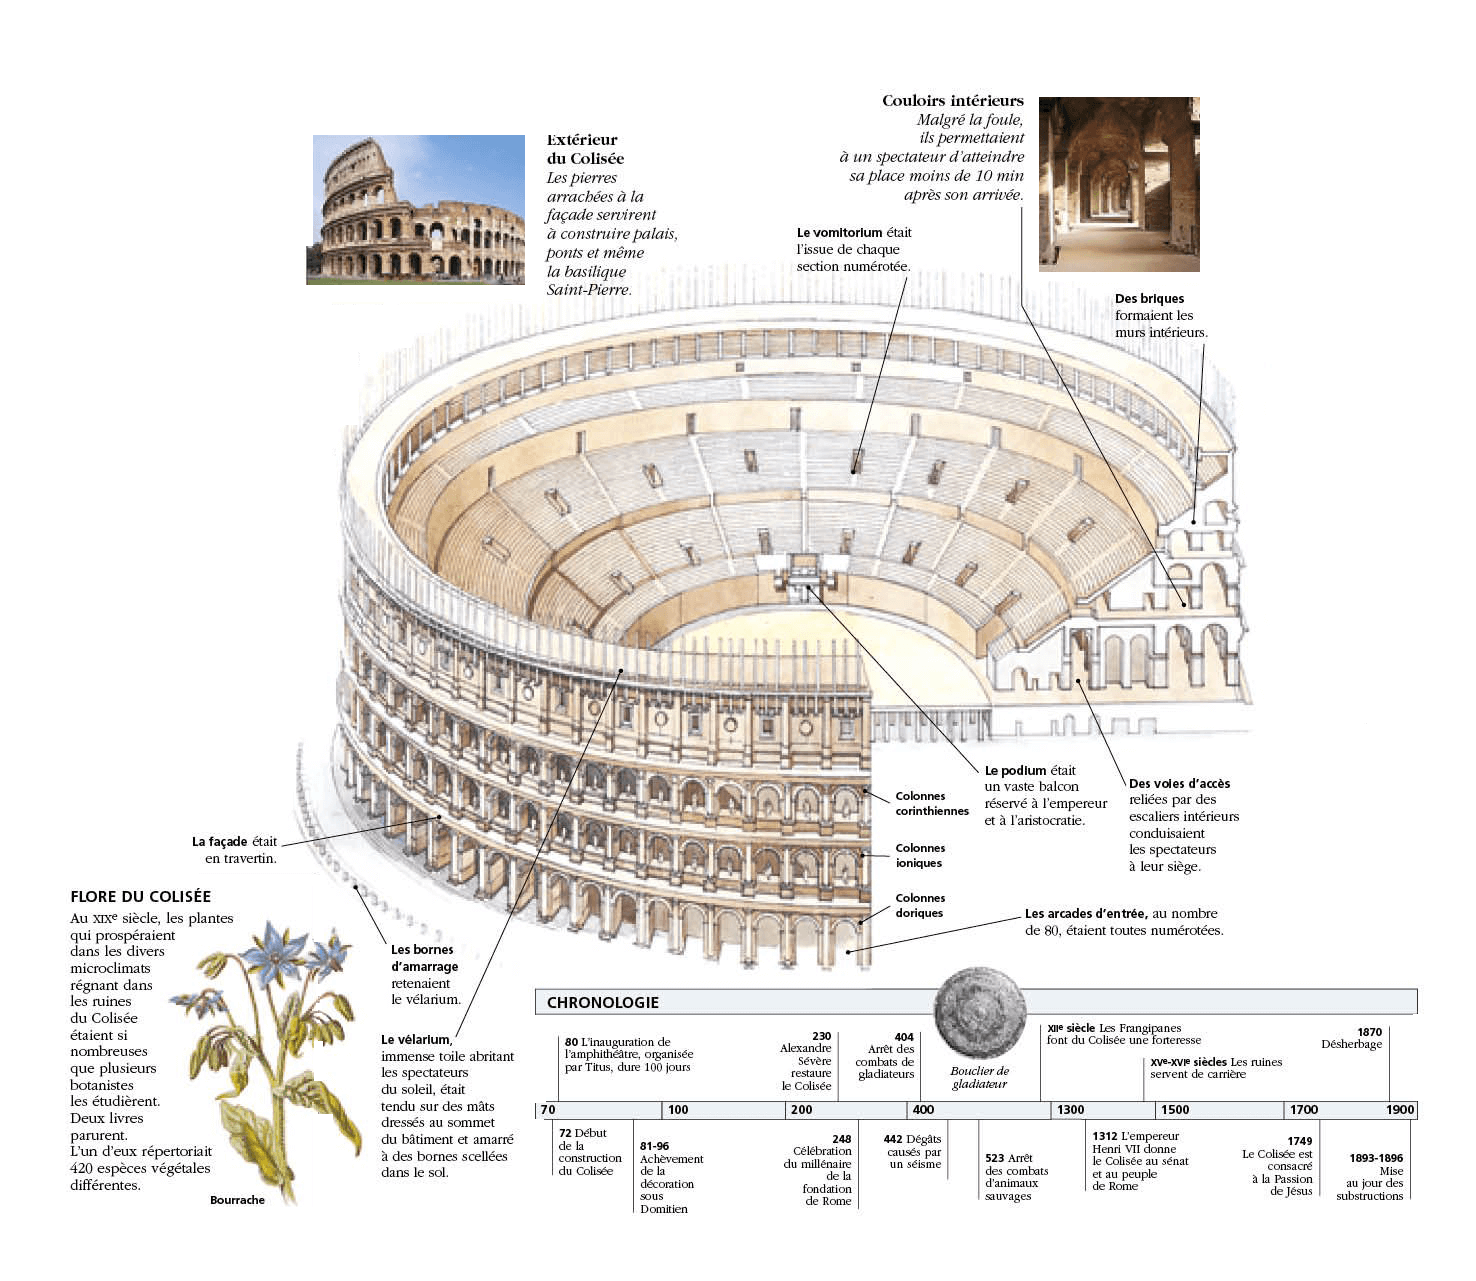 Couloirs intérieurs
Malgré la foule,
ils permettaient
à un spectateur d'atteindre
sa place moins de 10 min
après son arrivée.
Extérieur
du Colisée
Les pierres
arrachées à la
façade servirent
à construire palais,
ponts et même
la basilique
Saint-Pierre.
Le vomitorium était
l'issue de chaque
section numérotée.
Des briques
formaient les
murs intérieurs.
Le podium était
un vaste balcon
réservé à l'empereur
et à l'aristocratie.
Des voies d'accès
reliées par des
escaliers intérieurs
conduisaient
les spectateurs
à leur siège.
Colonnes
corinthiennes
Colonnes
ioniques
Colonnes
doriques
Les arcades d'entrée, au nombre
de 80, étaient toutes numérotées.
La façade était
en travertin.
Les bornes
d'amarrage
retenaient
le vélarium.
Le vélarium,
immense toile abritant
les spectateurs
du soleil, était
tendu sur des mâts
dressés au sommet
du bâtiment et amarré
à des bornes scellées
dans le sol.
FLORE DU COLISÉE
Au XIXe siècle, les plantes
qui prospéraient
dans les divers
microclimats
régnant dans
les ruines
du Colisée
étaient si
nombreuses
que plusieurs
botanistes
les étudièrent.
Deux livres
parurent.
L'un d'eux répertoriait
420 espèces végétales
différentes.
Bourrache
CHRONOLOGIE
80 L'inauguration de
l'amphithéâtre, organisée
par Titus, dure 100 jours
230
Alexandre
Sévère
restaure
le Colisée
404
Arrêt des
combats de
gladiateurs
Bouclier de
gladiateur
XIIe siècle Les Frangipanes
font du Colisée une forteresse
XVe-XVIe siècles Les ruines
servent de carrière
1870
Désherbage
70 100 200 400 1300 1500 1700 1900
72 Début
de la
construction
du Colisée
81-96
Achèvement
de la
décoration
sous
Domitien
248
Célébration
du millénaire
de la
fondation
de Rome
442 Dégâts
causés par
un séisme
523 Arrêt
des combats
d'animaux
sauvages
1312 L'empereur
Henri VII donne
le Colisée au sénat
et au peuple
de Rome
1749
Le Colisée est
consacré
à la Passion
de Jésus
1893-1896
Mise
au jour des
substructions